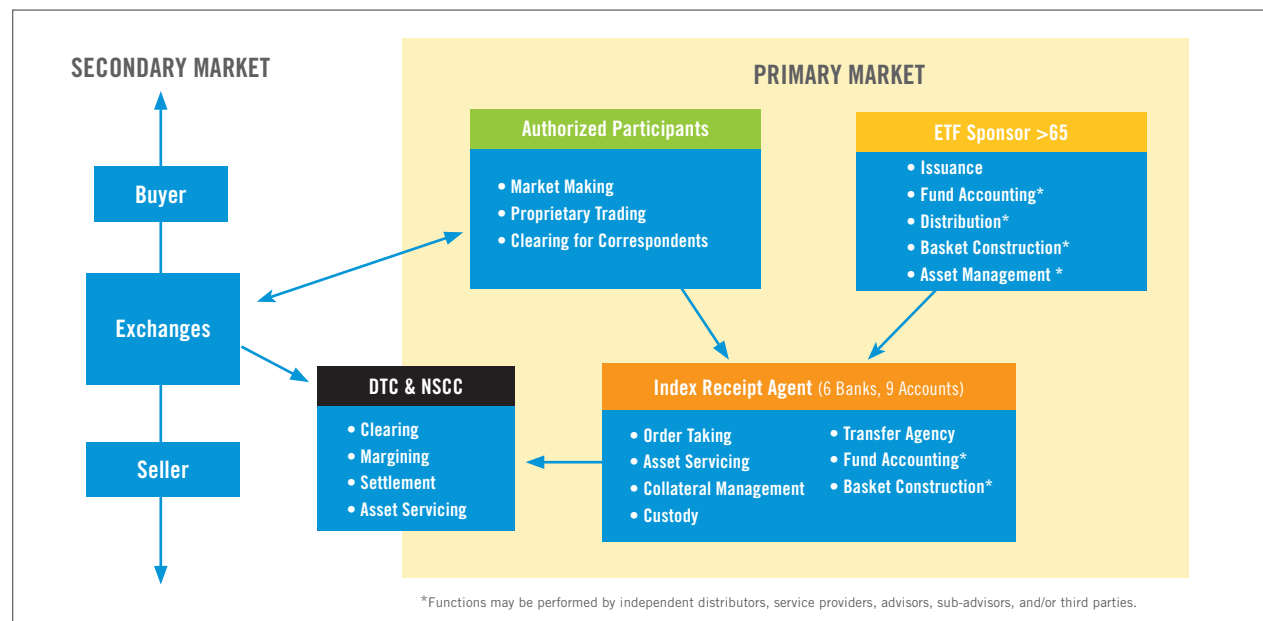 SECONDARY MARKET
PRIMARY MARKET
Buyer
Exchanges
Seller
Authorized Participants
• Market Making
• Proprietary Trading
• Clearing for Correspondents
ETF Sponsor >65
• Issuance
• Fund Accounting*
• Distribution*
• Basket Construction*
• Asset Management *
DTC & NSCC
• Clearing
• Margining
• Settlement
• Asset Servicing
Index Receipt Agent (6 Banks, 9 Accounts)
• Order Taking
• Asset Servicing
• Collateral Management
• Custody
• Transfer Agency
• Fund Accounting*
• Basket Construction*
*Functions may be performed by independent distributors, service providers, advisors, sub-advisors, and/or third parties.